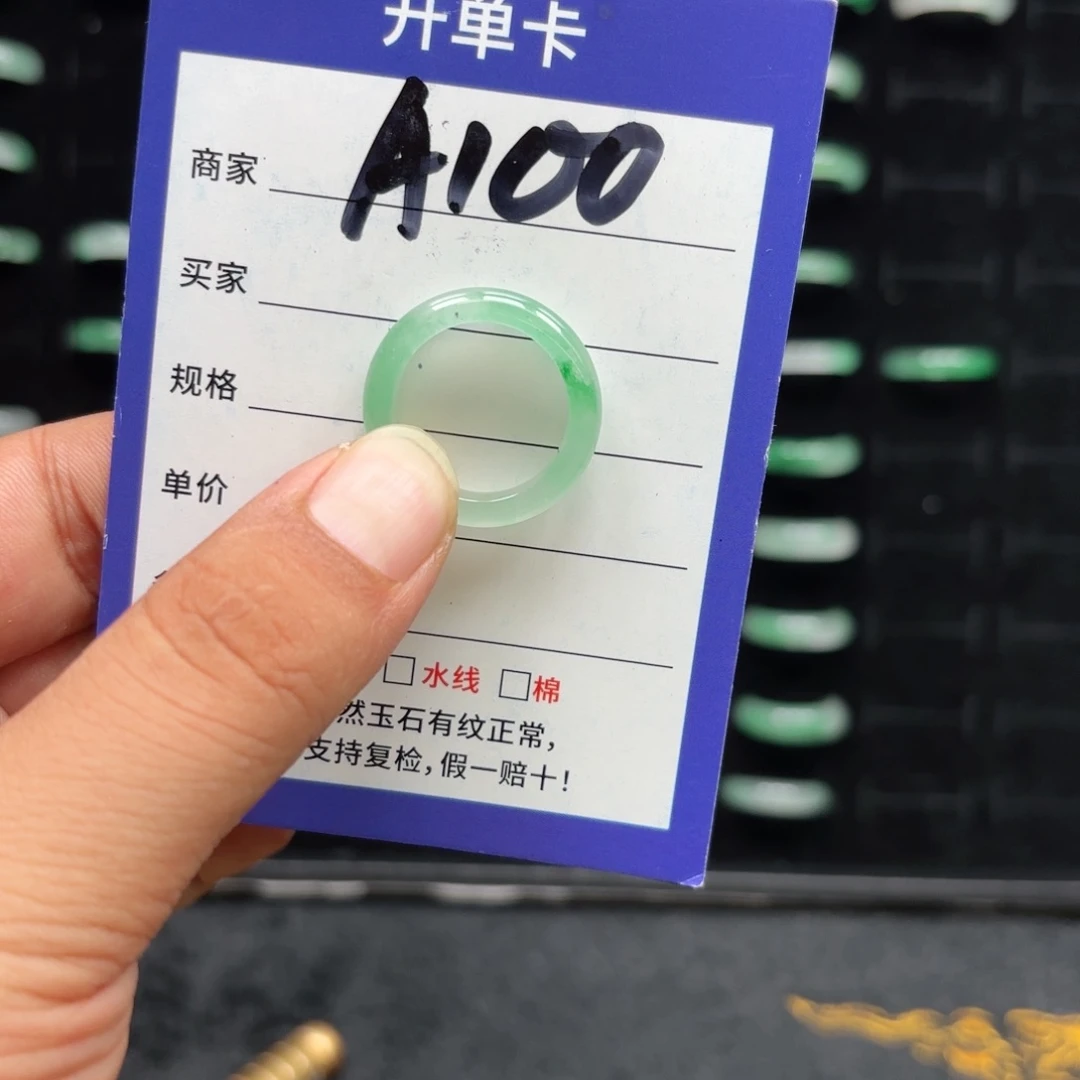 开单卡
商家 A100
买家
规格
单价
水线 棉
然玉石有纹正常，
支持复检，假一赔十！